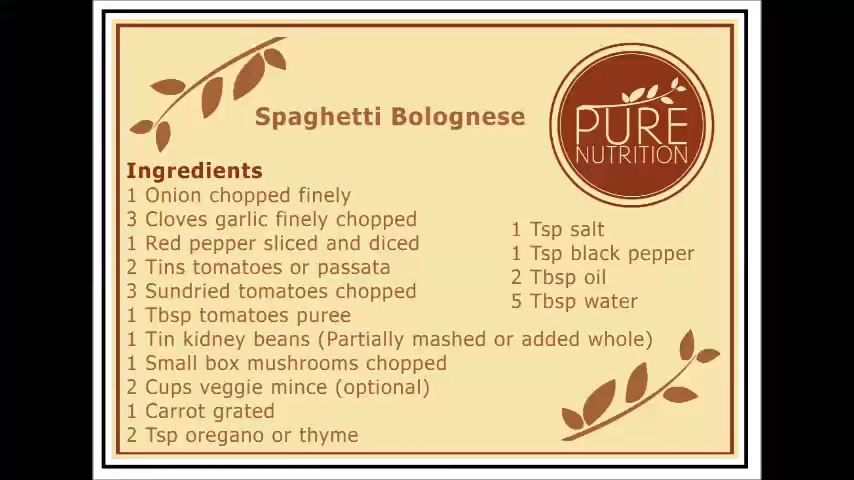 Spaghetti Bolognese
PURE
NUTRITION
Ingredients
1 Onion chopped finely
3 Cloves garlic finely chopped
1 Red pepper sliced and diced
2 Tins tomatoes or passata
3 Sundried tomatoes chopped
1 Tbsp tomatoes puree
1 Tin kidney beans (Partially mashed or added whole)
1 Small box mushrooms chopped
2 Cups veggie mince (optional)
1 Carrot grated
2 Tsp oregano or thyme
1 Tsp salt
1 Tsp black pepper
2 Tbsp oil
5 Tbsp water